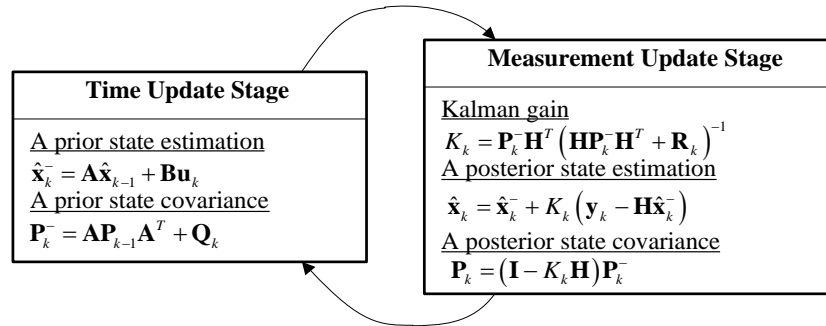 Time Update Stage
A prior state estimation
x̂ₖ⁻ = Ax̂ₖ₋₁ + Buₖ
A prior state covariance
Pₖ⁻ = APₖ₋₁Aᵀ + Qₖ
Measurement Update Stage
Kalman gain
Kₖ = Pₖ⁻Hᵀ(HPₖ⁻Hᵀ + Rₖ)⁻¹
A posterior state estimation
x̂ₖ = x̂ₖ⁻ + Kₖ(yₖ − Hx̂ₖ⁻)
A posterior state covariance
Pₖ = (I − KₖH)Pₖ⁻